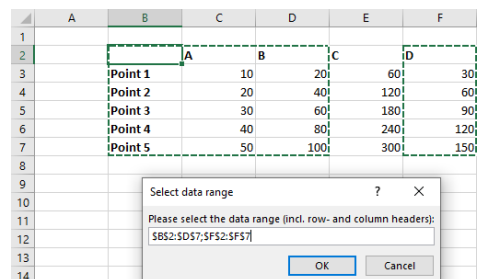 A B C D E F
1
2 A B C D
3 Point 1 10 20 60 30
4 Point 2 20 40 120 60
5 Point 3 30 60 180 90
6 Point 4 40 80 240 120
7 Point 5 50 100 300 150
8
9
10
11
12
13
14
Select data range ? ×
Please select the data range (incl. row- and column headers):
$B$2:$D$7;$F$2:$F$7
OK Cancel